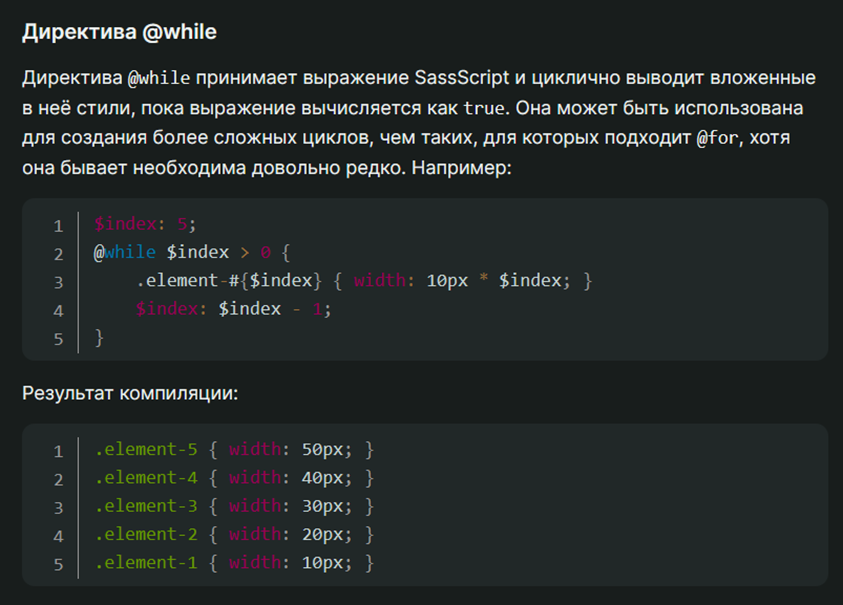 Директива @while
Директива @while принимает выражение SassScript и циклично выводит вложенные
в неё стили, пока выражение вычисляется как true. Она может быть использована
для создания более сложных циклов, чем таких, для которых подходит @for, хотя
она бывает необходима довольно редко. Например:
1 $index: 5;
2 @while $index > 0 {
3     .element-#{$index} { width: 10px * $index; }
4     $index: $index - 1;
5 }
Результат компиляции:
1 .element-5 { width: 50px; }
2 .element-4 { width: 40px; }
3 .element-3 { width: 30px; }
4 .element-2 { width: 20px; }
5 .element-1 { width: 10px; }